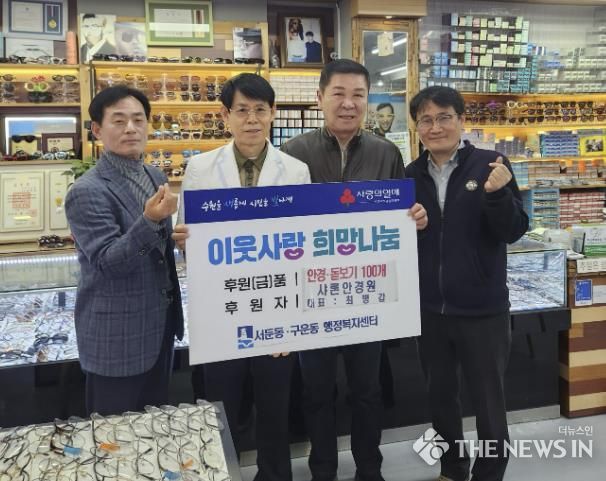 수원을 새롭게 시민을 빛나게
사랑의열매
이웃사랑 희망나눔
후원(금)품 | 안경·돋보기 100개
후 원 자 | 샤론안경원
대표 : 최병갑
서둔동·구운동 행정복지센터
더뉴스인
THE NEWS IN